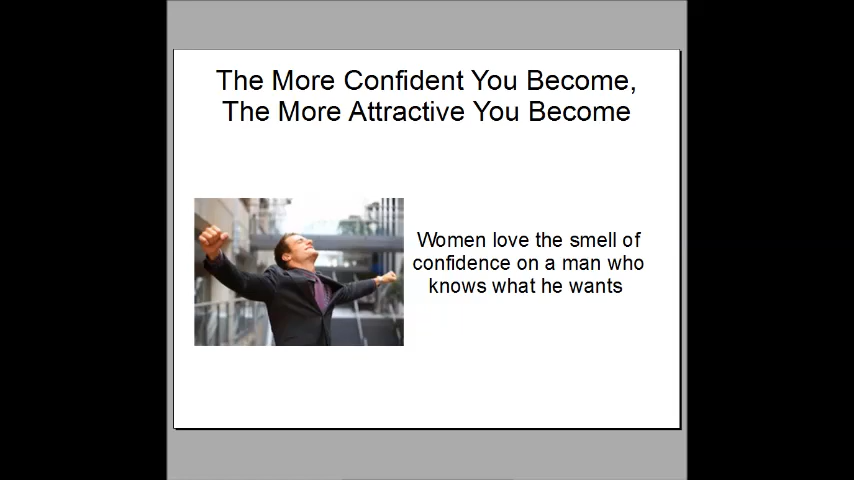 The More Confident You Become,
The More Attractive You Become
Women love the smell of
confidence on a man who
knows what he wants